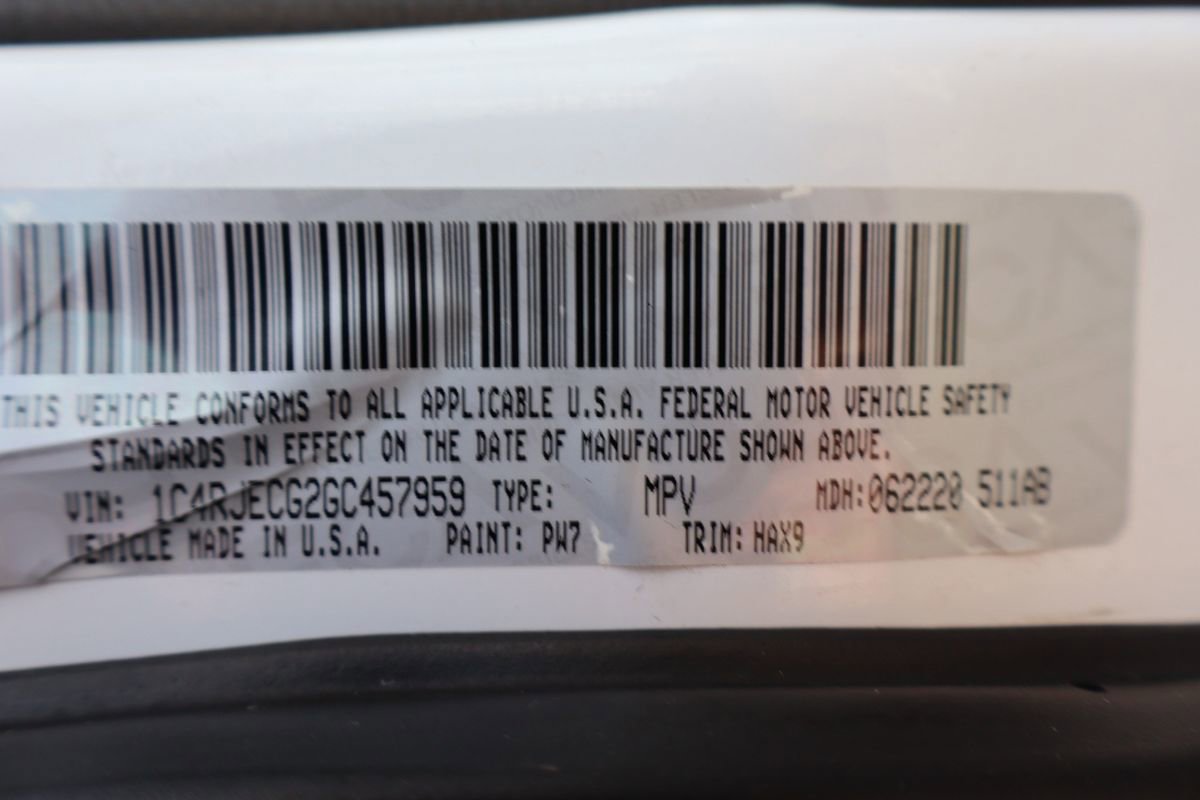 THIS VEHICLE CONFORMS TO ALL APPLICABLE U.S.A. FEDERAL MOTOR VEHICLE SAFETY
STANDARDS IN EFFECT ON THE DATE OF MANUFACTURE SHOWN ABOVE.
VIN: 1C4RJECG2GC457959 TYPE: MPV MDH:062220 511AB
VEHICLE MADE IN U.S.A. PAINT: PW7 TRIM: HAX9